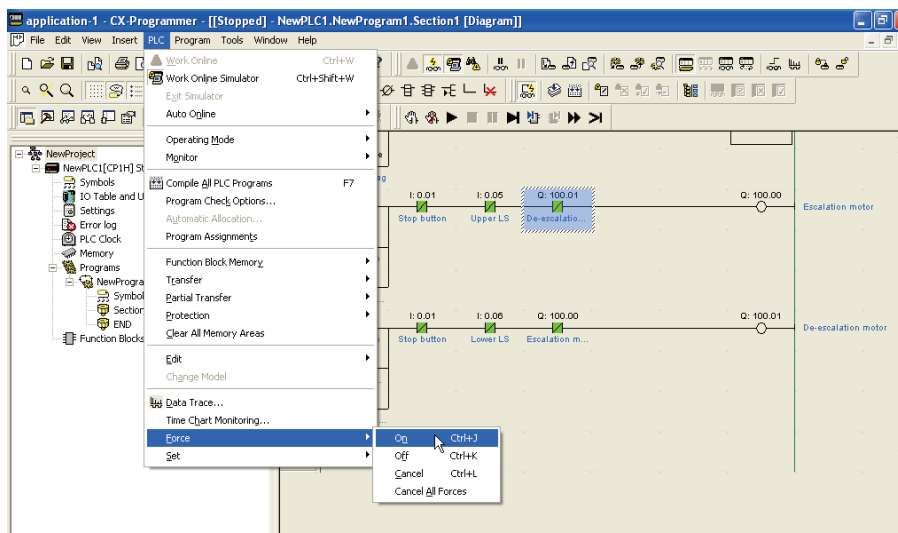 application-1 - CX-Programmer - [[Stopped] - NewPLC1.NewProgram1.Section1 [Diagram]]
File Edit View Insert PLC Program Tools Window Help
Work Online Ctrl+W
Work Online Simulator Ctrl+Shift+W
Exit Simulator
Auto Online
Operating Mode
Monitor
Compile All PLC Programs F7
Program Check Options...
Automatic Allocation...
Program Assignments
Function Block Memory
Transfer
Partial Transfer
Protection
Clear All Memory Areas
Edit
Change Model
Data Trace...
Time Chart Monitoring...
Force
Set
On Ctrl+J
Off Ctrl+K
Cancel Ctrl+L
Cancel All Forces
NewProject
NewPLC1[CP1H] St
Symbols
IO Table and U
Settings
Error log
PLC Clock
Memory
Programs
NewProgra
Symbol
Section
END
Function Blocks
I: 0.01 I: 0.05 Q: 100.01 Q: 100.00
Stop button Upper LS De-escalatio... Escalation motor
I: 0.01 I: 0.06 Q: 100.00 Q: 100.01
Stop button Lower LS Escalation m... De-escalation motor